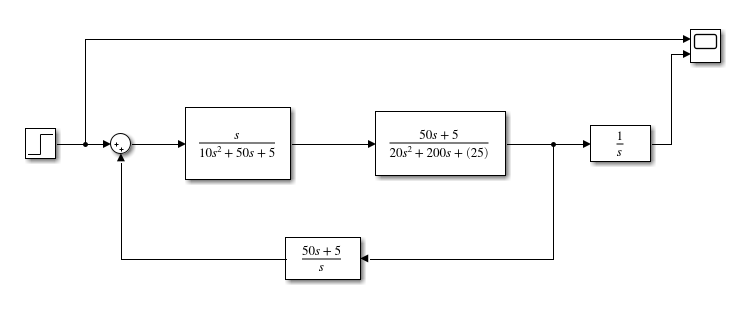 +
+
s
10s² + 50s + 5
50s + 5
20s² + 200s + (25)
1
s
50s + 5
s